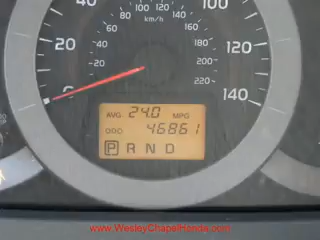 100
80
60
40
20
0
120
140
100 120
80 140
60 160
40 180
20 200
220
km/h
AVG 24.0 MPG
ODO 46861
P R N D
www.WesleyChapelHonda.com